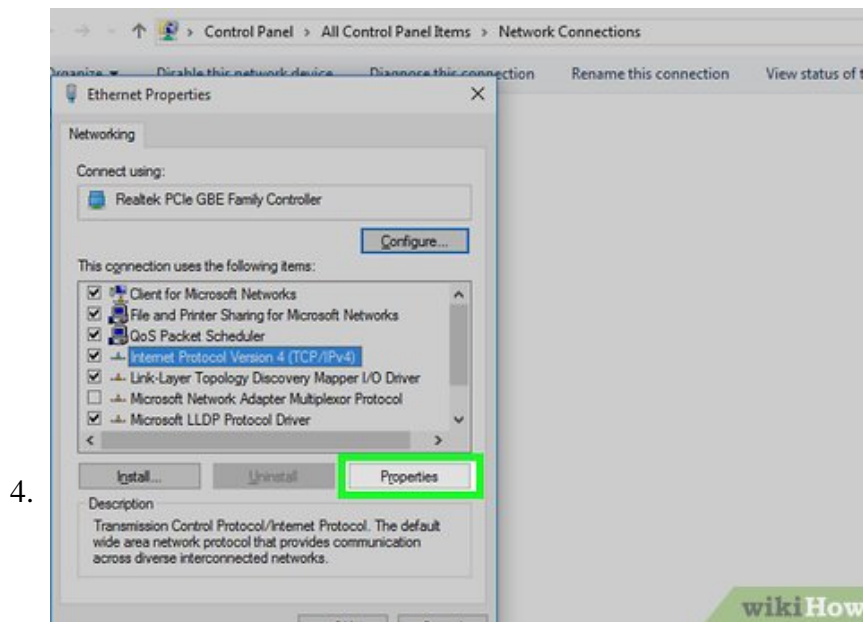 Control Panel > All Control Panel Items > Network Connections
Organize Disable this network device Diagnose this connection Rename this connection View status of t
Ethernet Properties
Networking
Connect using:
Realtek PCIe GBE Family Controller
Configure...
This connection uses the following items:
Client for Microsoft Networks
File and Printer Sharing for Microsoft Networks
QoS Packet Scheduler
Internet Protocol Version 4 (TCP/IPv4)
Link-Layer Topology Discovery Mapper I/O Driver
Microsoft Network Adapter Multiplexor Protocol
Microsoft LLDP Protocol Driver
Install... Uninstall Properties
4.
Description
Transmission Control Protocol/Internet Protocol. The default
wide area network protocol that provides communication
across diverse interconnected networks.
wikiHow